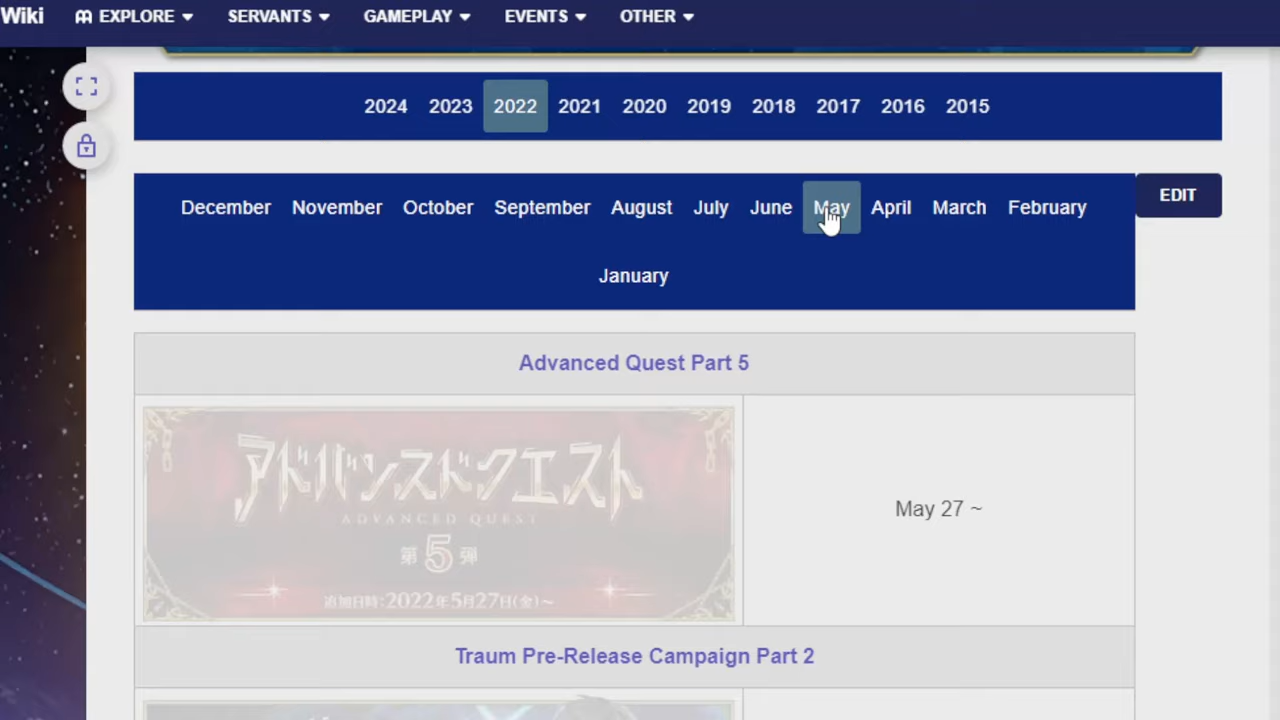 Wiki EXPLORE SERVANTS GAMEPLAY EVENTS OTHER
2024 2023 2022 2021 2020 2019 2018 2017 2016 2015
December November October September August July June May April March February
January
EDIT
Advanced Quest Part 5
アドバンスドクエスト
ADVANCED QUEST
第5弾
追加日時:2022年5月27日(金)~
May 27 ~
Traum Pre-Release Campaign Part 2